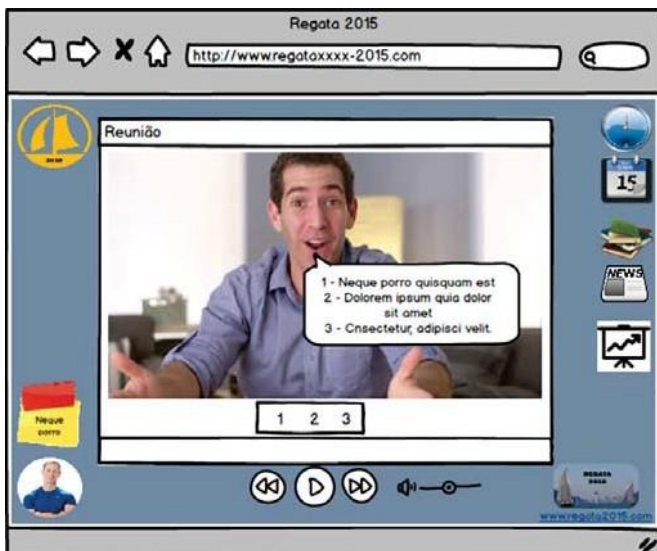 Regata 2015
http://www.regataxxxx-2015.com
Reunião
15
NEWS
1 - Neque porro quisquam est
2 - Dolorem ipsum quia dolor
sit amet
3 - Cnsectetur, adipisci velit.
1 2 3
Neque
porro
REGATA
www.regata2015.com